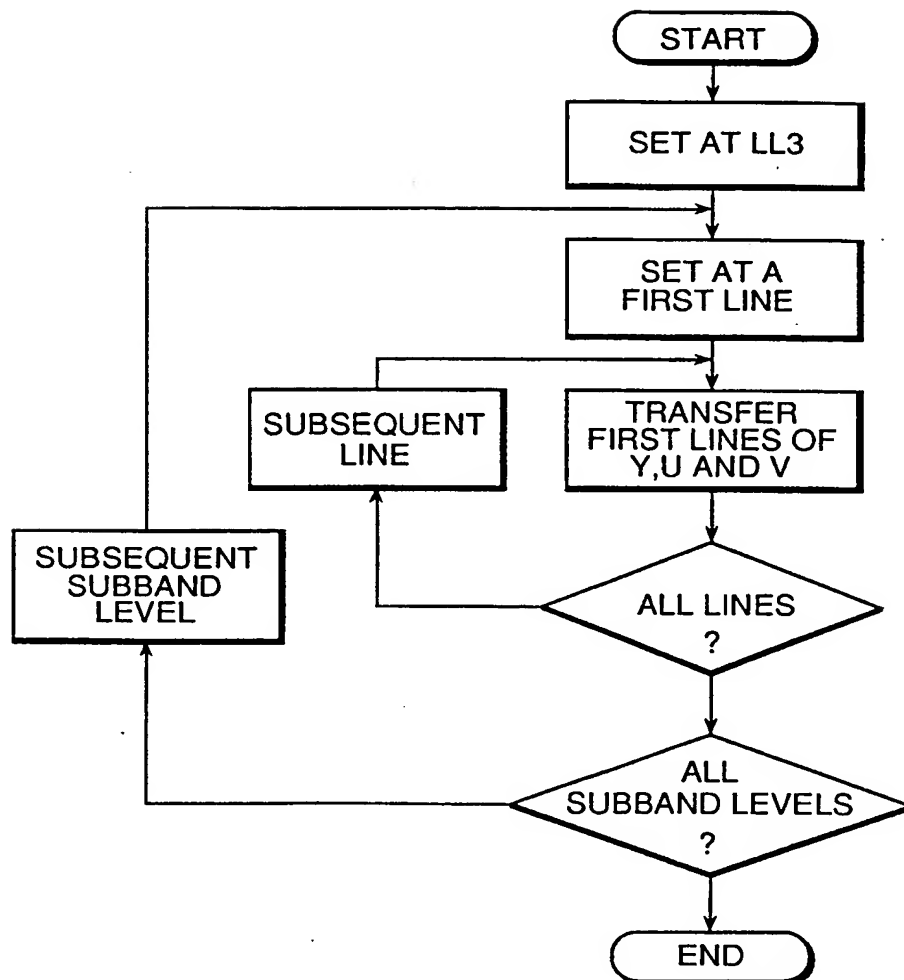 START
SET AT LL3
SET AT A
FIRST LINE
SUBSEQUENT
LINE
TRANSFER
FIRST LINES OF
Y,U AND V
SUBSEQUENT
SUBBAND
LEVEL
ALL LINES
?
ALL
SUBBAND LEVELS
?
END